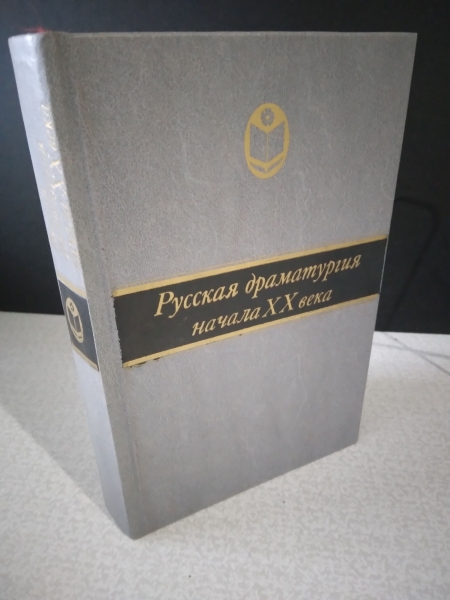 Русская драматургия
начала XX века